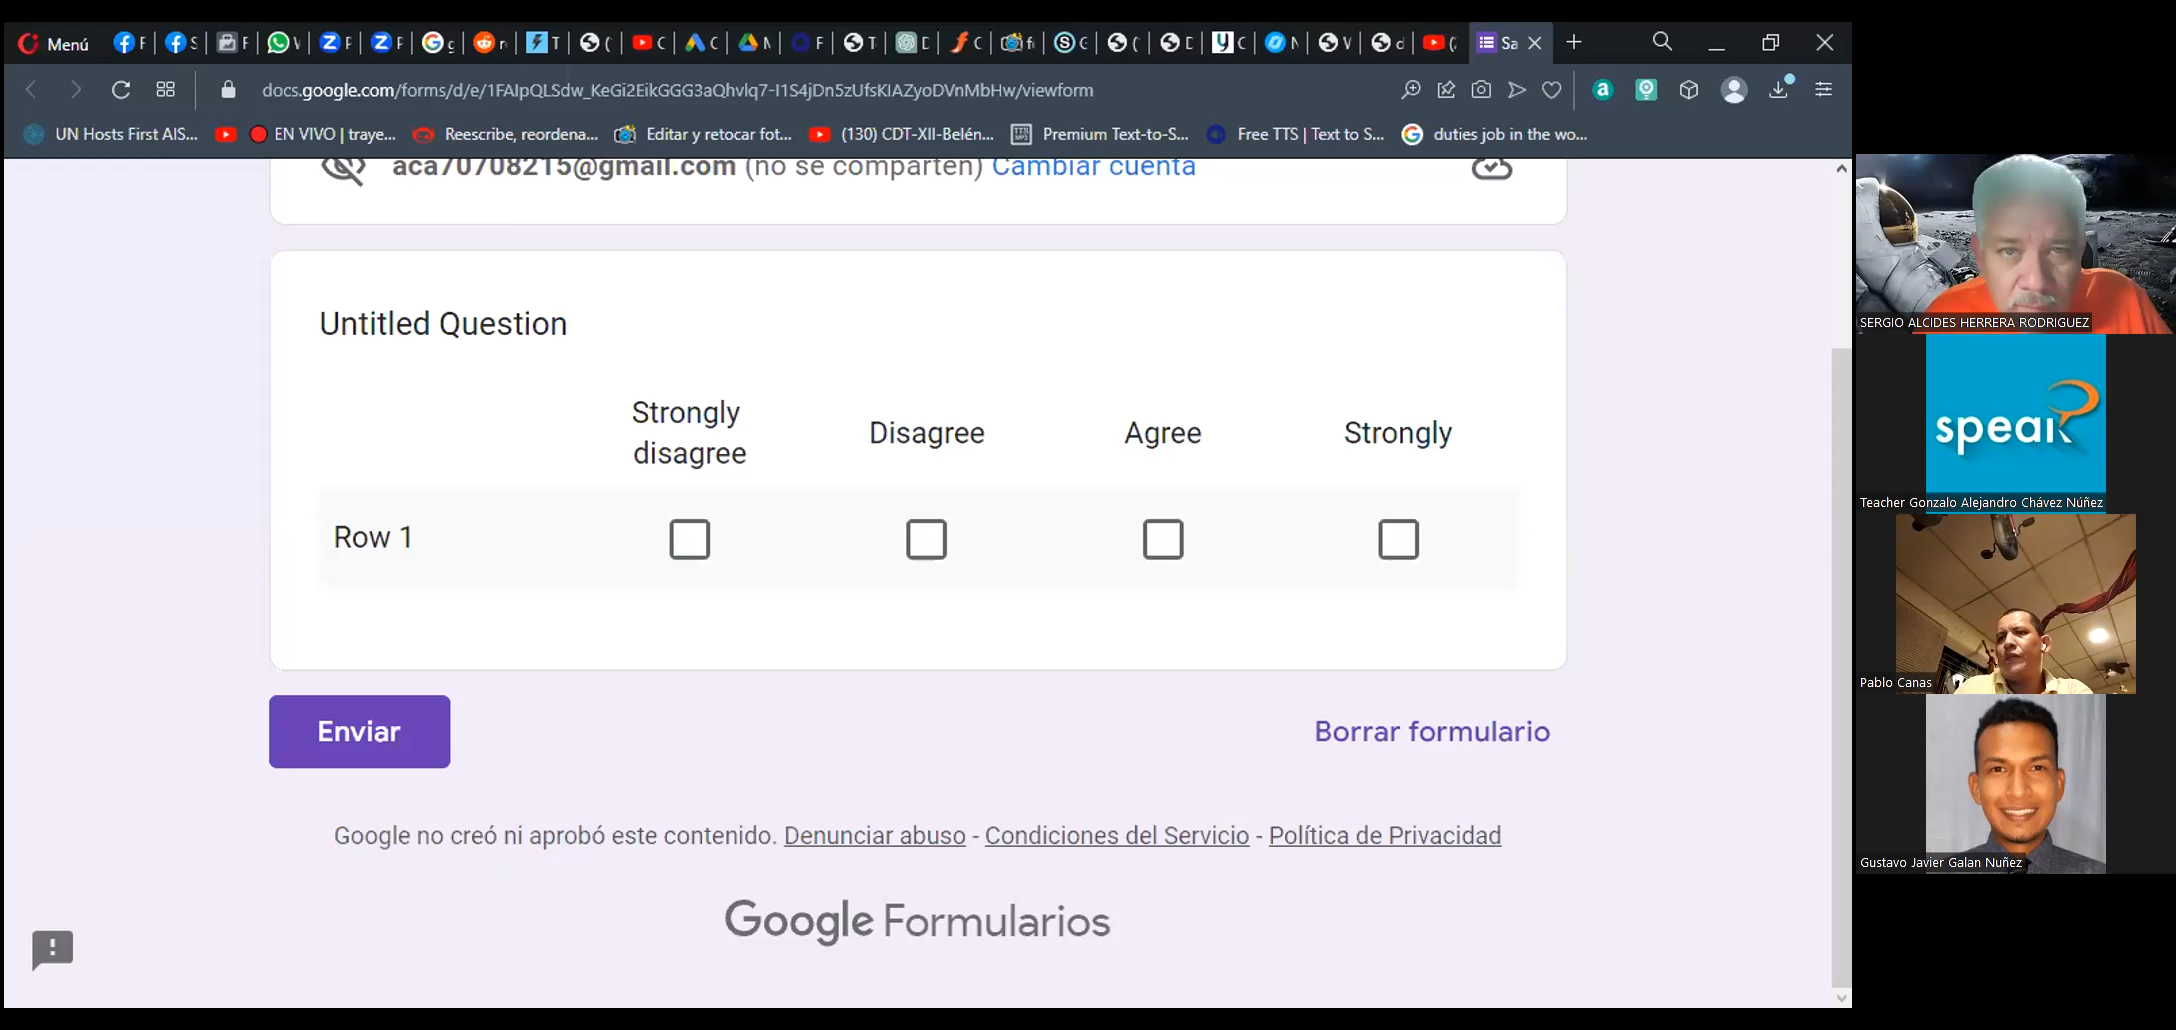 Menú F S F W F F g r T ( C C M F T D C f G ( D C N V d ( Sa
docs.google.com/forms/d/e/1FAIpQLSdw_KeGi2EikGGG3aQhvlq7-I1S4jDn5zUfsKIAZyoDVnMbHw/viewform
UN Hosts First AIS... EN VIVO | traye... Reescribe, reordena... Editar y retocar fot... (130) CDT-XII-Belén... Premium Text-to-S... Free TTS | Text to S... duties job in the wo...
aca70708215@gmail.com (no se comparten) Cambiar cuenta
Untitled Question
Strongly disagree Disagree Agree Strongly
Row 1
Enviar Borrar formulario
Google no creó ni aprobó este contenido. Denunciar abuso - Condiciones del Servicio - Política de Privacidad
Google Formularios
SERGIO ALCIDES HERRERA RODRIGUEZ
speak
Teacher Gonzalo Alejandro Chávez Núñez
Pablo Canas
Gustavo Javier Galan Nuñez